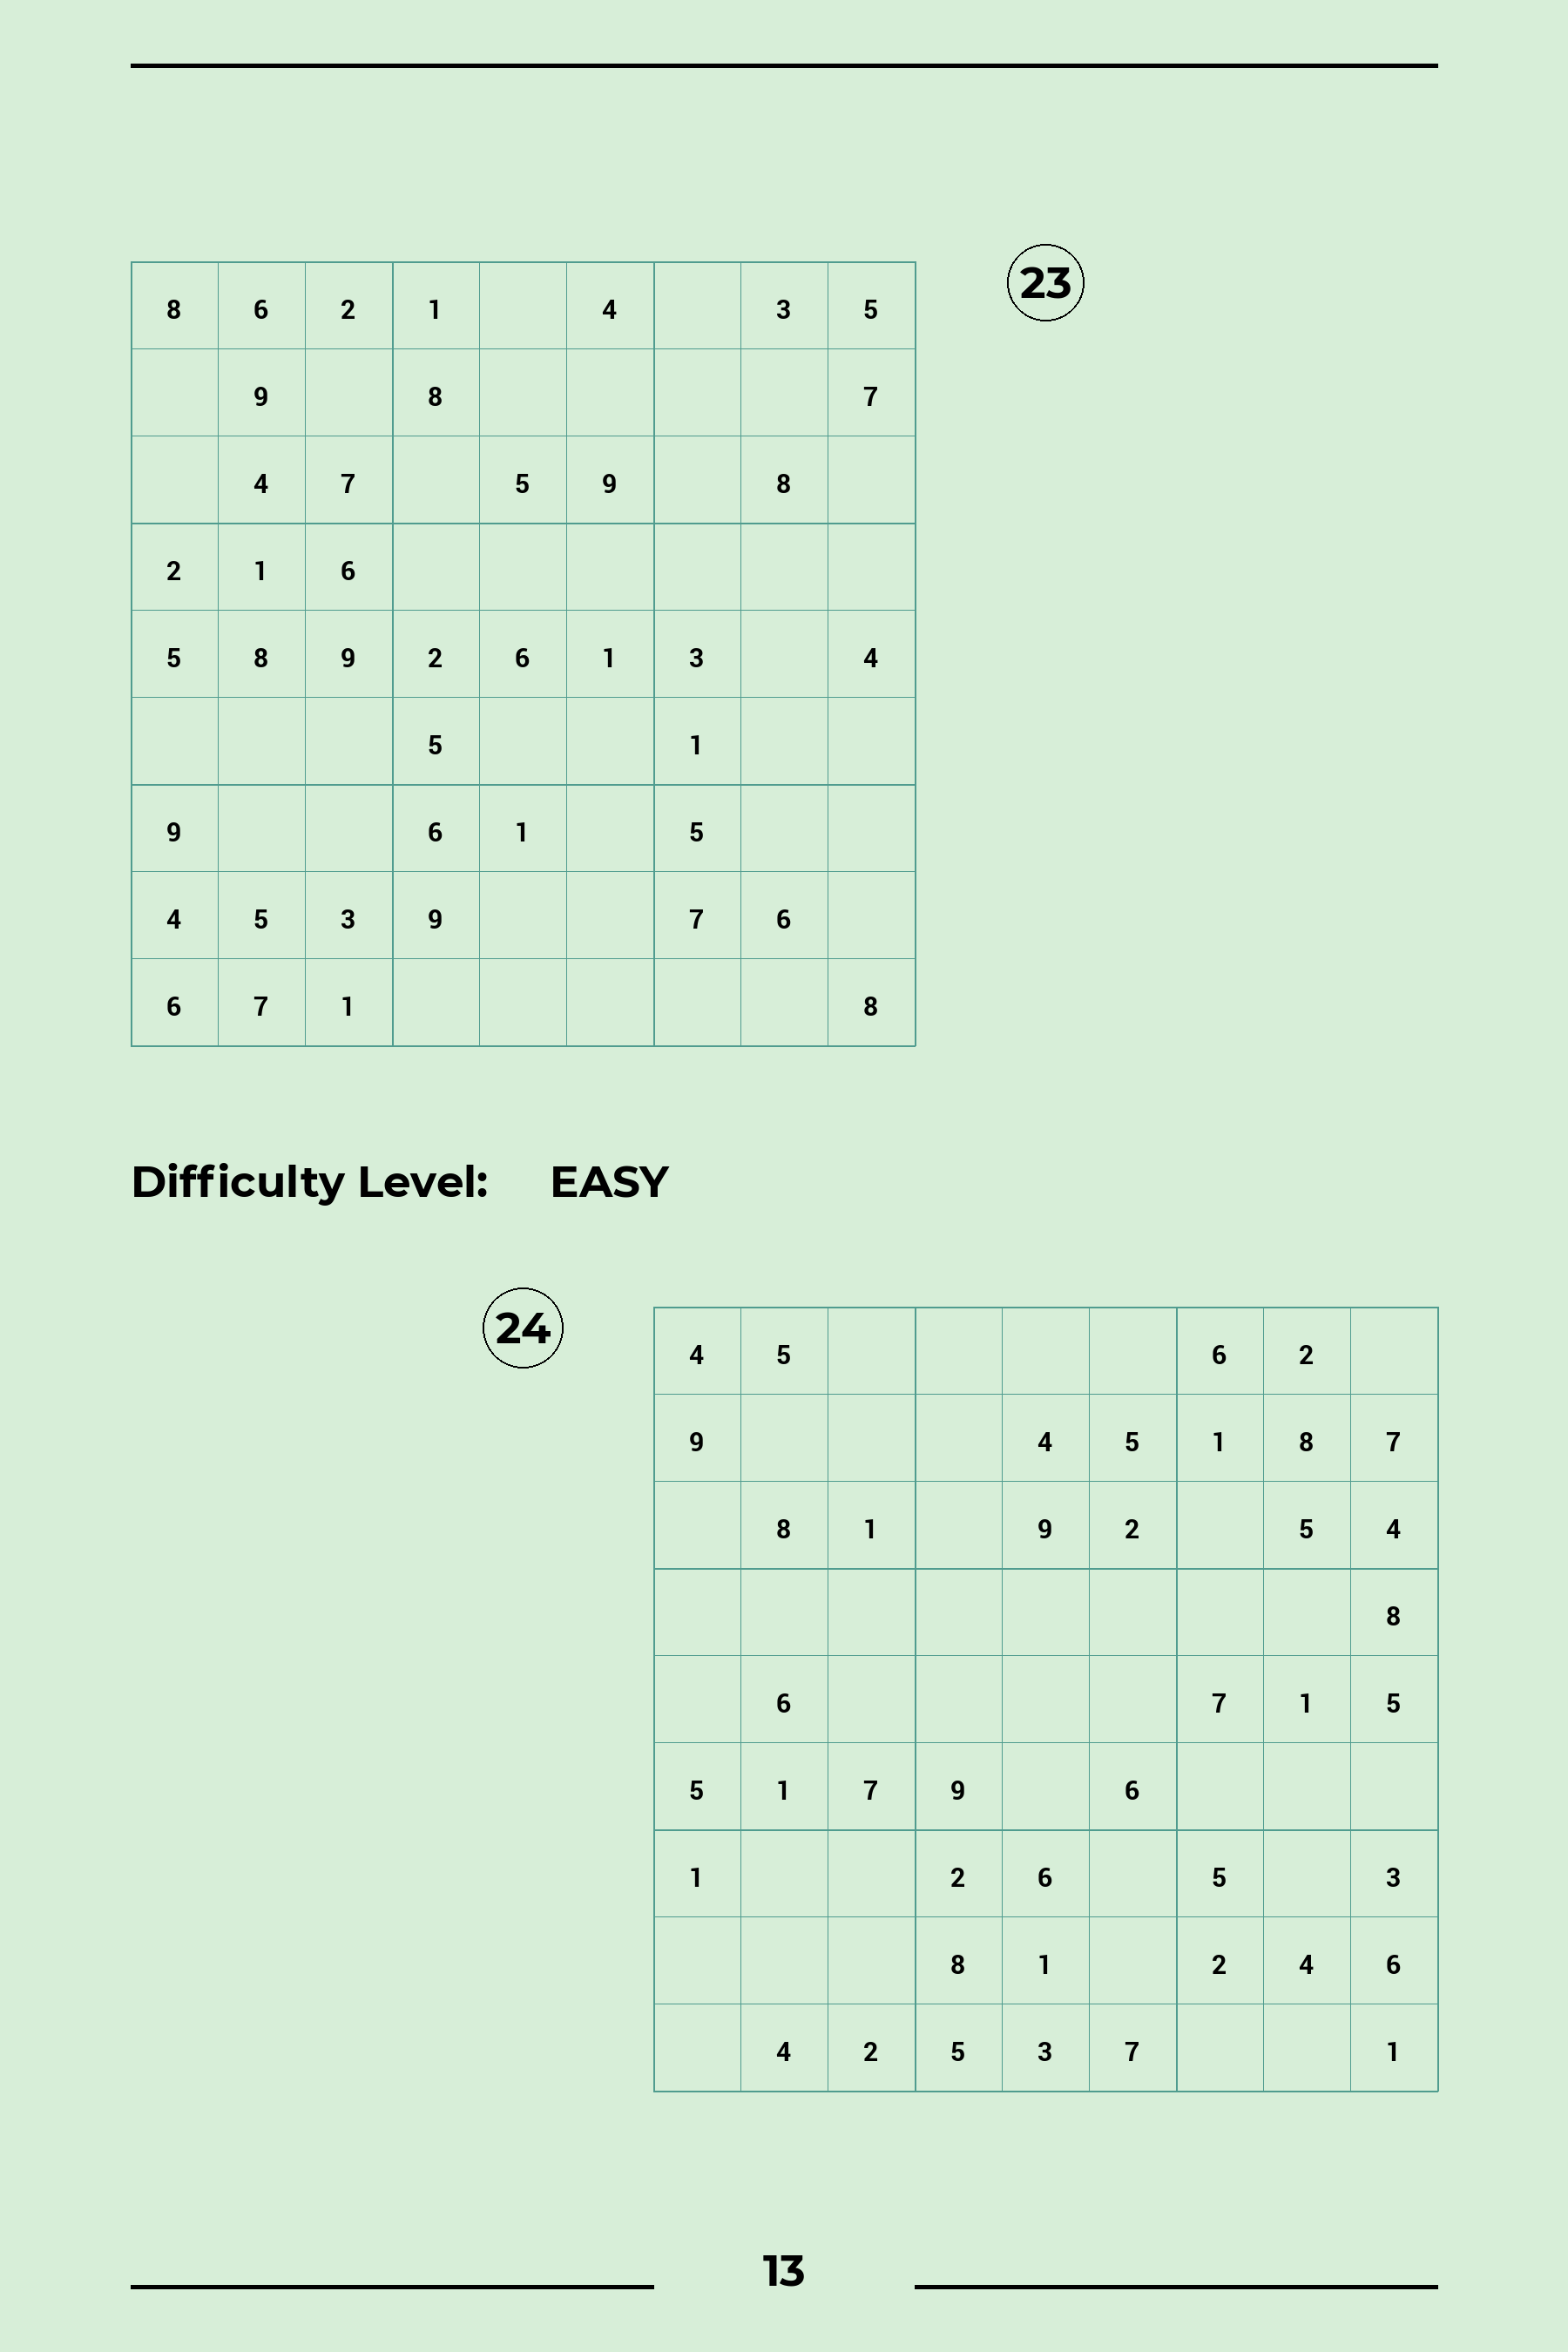 23
8 6 2 1 4 3 5
9 8 7
4 7 5 9 8
2 1 6
5 8 9 2 6 1 3 4
5 1
9 6 1 5
4 5 3 9 7 6
6 7 1 8
Difficulty Level: EASY
24
4 5 6 2
9 4 5 1 8 7
8 1 9 2 5 4
8
6 7 1 5
5 1 7 9 6
1 2 6 5 3
8 1 2 4 6
4 2 5 3 7 1
13